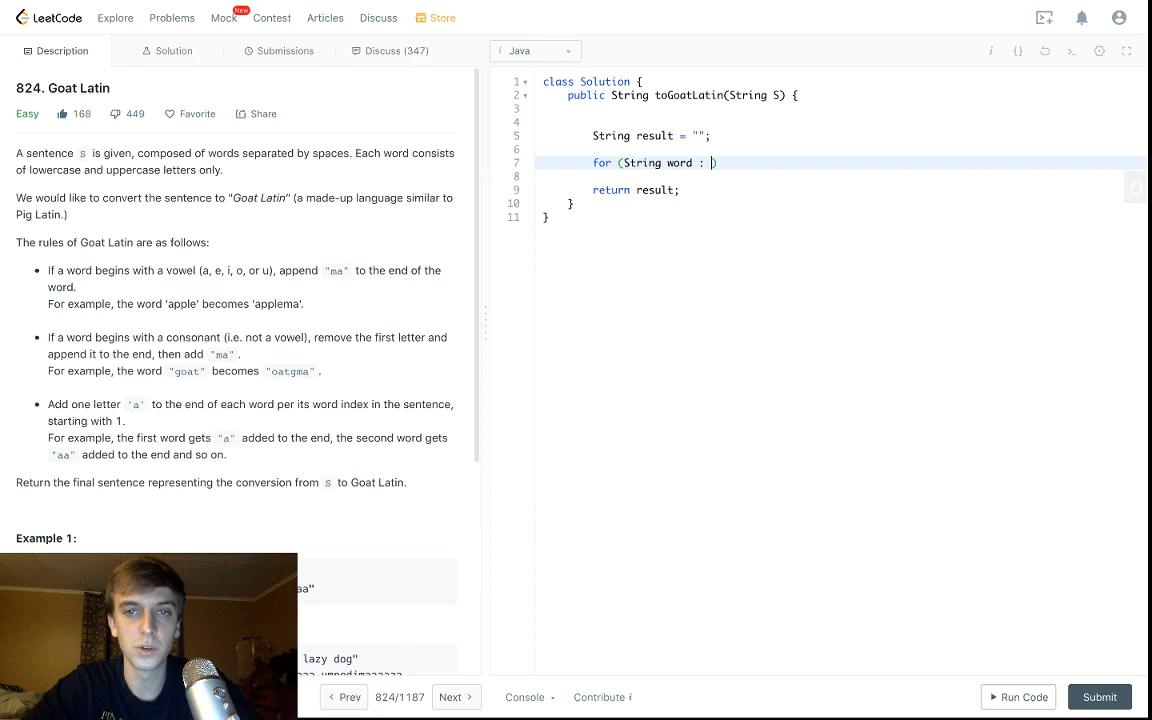 LeetCode Explore Problems Mock New Contest Articles Discuss Store
Description Solution Submissions Discuss (347) i Java i {} >_
824. Goat Latin
Easy 168 449 Favorite Share
A sentence S is given, composed of words separated by spaces. Each word consists
of lowercase and uppercase letters only.
We would like to convert the sentence to "Goat Latin" (a made-up language similar to
Pig Latin.)
The rules of Goat Latin are as follows:
• If a word begins with a vowel (a, e, i, o, or u), append "ma" to the end of the
word.
For example, the word 'apple' becomes 'applema'.
• If a word begins with a consonant (i.e. not a vowel), remove the first letter and
append it to the end, then add "ma".
For example, the word "goat" becomes "oatgma".
• Add one letter 'a' to the end of each word per its word index in the sentence,
starting with 1.
For example, the first word gets "a" added to the end, the second word gets
"aa" added to the end and so on.
Return the final sentence representing the conversion from S to Goat Latin.
Example 1:
aa"
lazy dog"
1 class Solution {
2 public String toGoatLatin(String S) {
3
4
5 String result = "";
6
7 for (String word : )
8
9 return result;
10 }
11 }
Prev 824/1187 Next Console Contribute i Run Code Submit